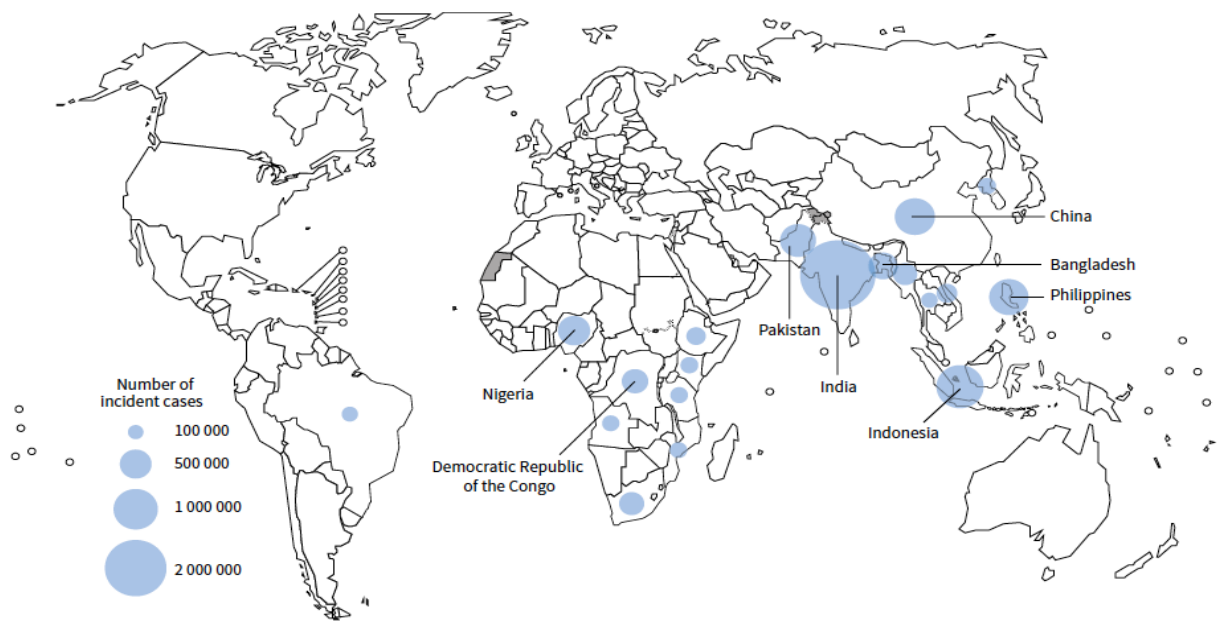 China
Bangladesh
Philippines
Pakistan
Nigeria
India
Number of
incident cases
100 000
500 000
1 000 000
2 000 000
Indonesia
Democratic Republic
of the Congo